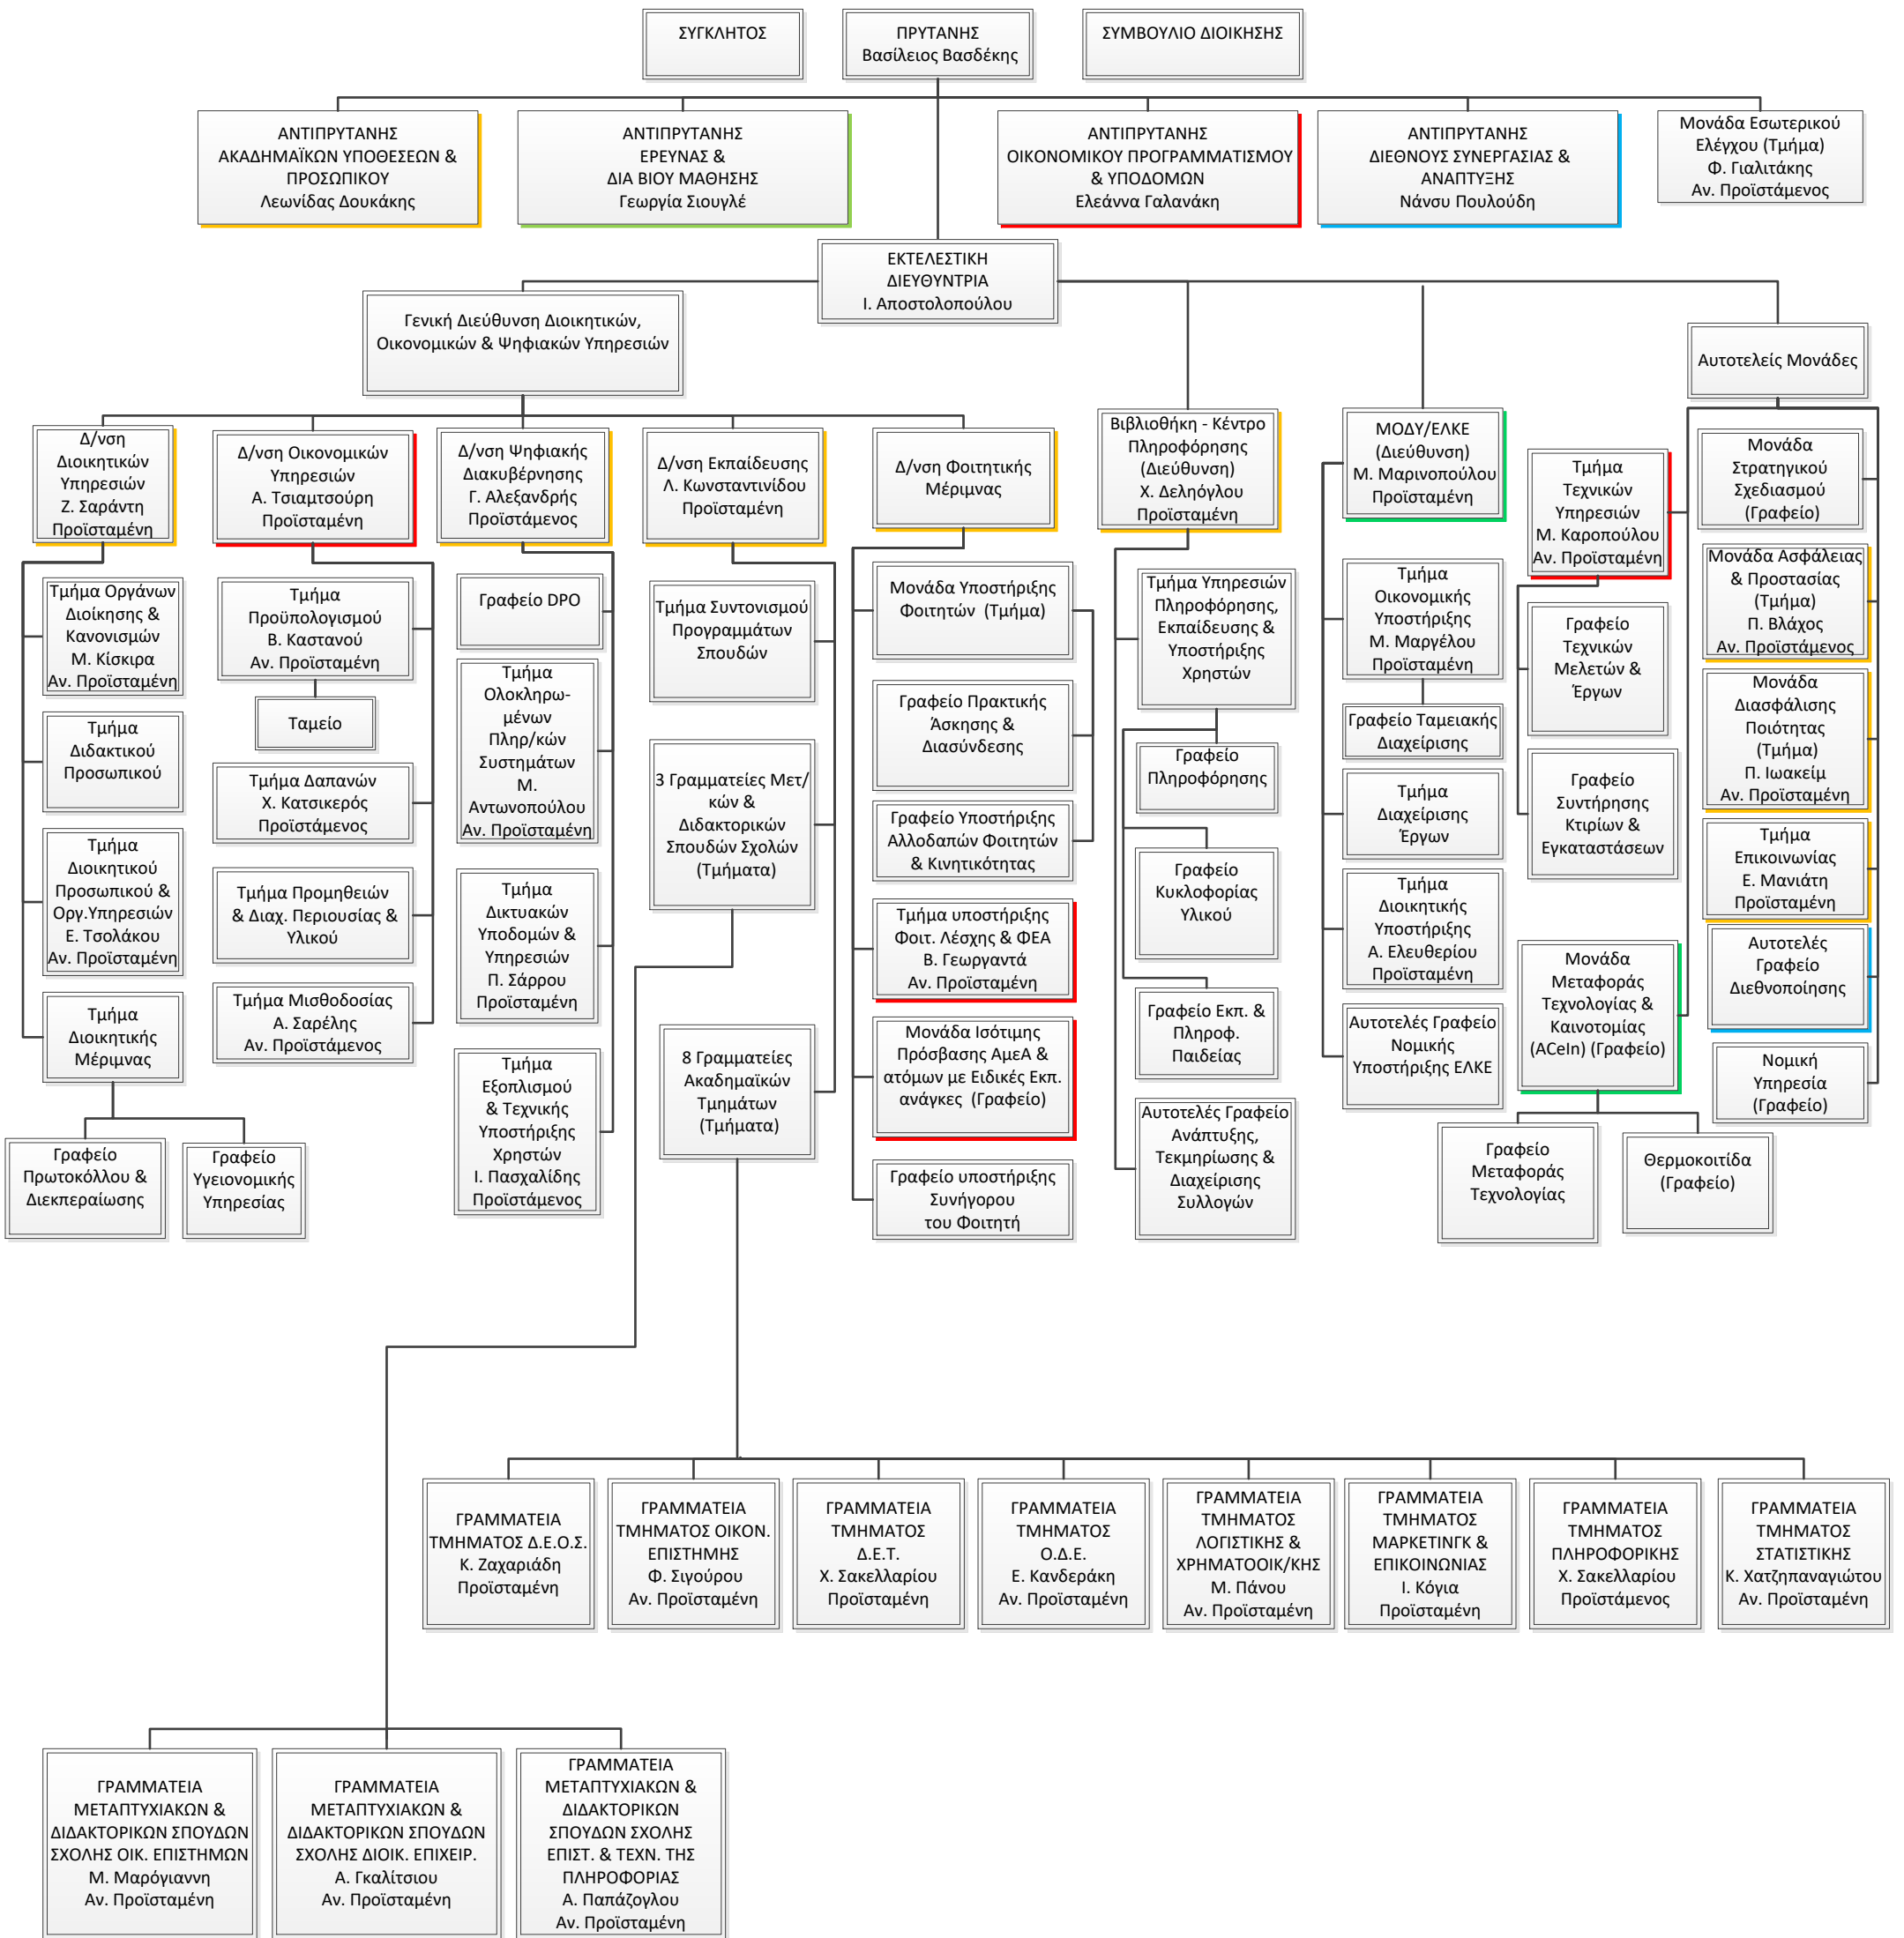 ΣΥΓΚΛΗΤΟΣ
ΠΡΥΤΑΝΗΣ
Βασίλειος Βασδέκης
ΣΥΜΒΟΥΛΙΟ ΔΙΟΙΚΗΣΗΣ
ΑΝΤΙΠΡΥΤΑΝΗΣ
ΑΚΑΔΗΜΑΪΚΩΝ ΥΠΟΘΕΣΕΩΝ &
ΠΡΟΣΩΠΙΚΟΥ
Λεωνίδας Δουκάκης
ΑΝΤΙΠΡΥΤΑΝΗΣ
ΕΡΕΥΝΑΣ &
ΔΙΑ ΒΙΟΥ ΜΑΘΗΣΗΣ
Γεωργία Σιουγλέ
ΑΝΤΙΠΡΥΤΑΝΗΣ
ΟΙΚΟΝΟΜΙΚΟΥ ΠΡΟΓΡΑΜΜΑΤΙΣΜΟΥ
& ΥΠΟΔΟΜΩΝ
Ελεάννα Γαλανάκη
ΑΝΤΙΠΡΥΤΑΝΗΣ
ΔΙΕΘΝΟΥΣ ΣΥΝΕΡΓΑΣΙΑΣ &
ΑΝΑΠΤΥΞΗΣ
Νάνσυ Πουλούδη
Μονάδα Εσωτερικού
Ελέγχου (Τμήμα)
Φ. Γιαλιτάκης
Αν. Προϊστάμενος
ΕΚΤΕΛΕΣΤΙΚΗ
ΔΙΕΥΘΥΝΤΡΙΑ
Ι. Αποστολοπούλου
Γενική Διεύθυνση Διοικητικών,
Οικονομικών & Ψηφιακών Υπηρεσιών
Αυτοτελείς Μονάδες
Δ/νση
Διοικητικών
Υπηρεσιών
Ζ. Σαράντη
Προϊσταμένη
Δ/νση Οικονομικών
Υπηρεσιών
Α. Τσιαμτσούρη
Προϊσταμένη
Δ/νση Ψηφιακής
Διακυβέρνησης
Γ. Αλεξανδρής
Προϊστάμενος
Δ/νση Εκπαίδευσης
Λ. Κωνσταντινίδου
Προϊσταμένη
Δ/νση Φοιτητικής
Μέριμνας
Βιβλιοθήκη - Κέντρο
Πληροφόρησης
(Διεύθυνση)
Χ. Δεληόγλου
Προϊσταμένη
ΜΟΔΥ/ΕΛΚΕ
(Διεύθυνση)
Μ. Μαρινοπούλου
Προϊσταμένη
Τμήμα
Τεχνικών
Υπηρεσιών
Μ. Καροπούλου
Αν. Προϊσταμένη
Μονάδα
Στρατηγικού
Σχεδιασμού
(Γραφείο)
Τμήμα Οργάνων
Διοίκησης &
Κανονισμών
Μ. Κίσκιρα
Αν. Προϊσταμένη
Τμήμα
Προϋπολογισμού
Β. Καστανού
Αν. Προϊσταμένη
Γραφείο DPO
Τμήμα Συντονισμού
Προγραμμάτων
Σπουδών
Μονάδα Υποστήριξης
Φοιτητών (Τμήμα)
Τμήμα Υπηρεσιών
Πληροφόρησης,
Εκπαίδευσης &
Υποστήριξης
Χρηστών
Τμήμα
Οικονομικής
Υποστήριξης
Μ. Μαργέλου
Προϊσταμένη
Γραφείο
Τεχνικών
Μελετών &
Έργων
Μονάδα Ασφάλειας
& Προστασίας
(Τμήμα)
Π. Βλάχος
Αν. Προϊστάμενος
Τμήμα
Διδακτικού
Προσωπικού
Ταμείο
Τμήμα
Ολοκληρω-
μένων
Πληρ/κών
Συστημάτων
Μ.
Αντωνοπούλου
Αν. Προϊσταμένη
3 Γραμματείες Μετ/
κών &
Διδακτορικών
Σπουδών Σχολών
(Τμήματα)
Γραφείο Πρακτικής
Άσκησης &
Διασύνδεσης
Γραφείο
Πληροφόρησης
Γραφείο Ταμειακής
Διαχείρισης
Γραφείο
Συντήρησης
Κτιρίων &
Εγκαταστάσεων
Μονάδα
Διασφάλισης
Ποιότητας
(Τμήμα)
Π. Ιωακείμ
Αν. Προϊσταμένη
Τμήμα
Διοικητικού
Προσωπικού &
Οργ.Υπηρεσιών
Ε. Τσολάκου
Αν. Προϊσταμένη
Τμήμα Δαπανών
Χ. Κατσικερός
Προϊστάμενος
Γραφείο Υποστήριξης
Αλλοδαπών Φοιτητών
& Κινητικότητας
Γραφείο
Κυκλοφορίας
Υλικού
Τμήμα
Διαχείρισης
Έργων
Τμήμα
Επικοινωνίας
Ε. Μανιάτη
Προϊσταμένη
Τμήμα Προμηθειών
& Διαχ. Περιουσίας &
Υλικού
Τμήμα
Δικτυακών
Υποδομών &
Υπηρεσιών
Π. Σάρρου
Προϊσταμένη
Τμήμα υποστήριξης
Φοιτ. Λέσχης & ΦΕΑ
Β. Γεωργαντά
Αν. Προϊσταμένη
Τμήμα
Διοικητικής
Υποστήριξης
Α. Ελευθερίου
Προϊσταμένη
Μονάδα
Μεταφοράς
Τεχνολογίας &
Καινοτομίας
(ACeIn) (Γραφείο)
Αυτοτελές
Γραφείο
Διεθνοποίησης
Τμήμα
Διοικητικής
Μέριμνας
Τμήμα Μισθοδοσίας
Α. Σαρέλης
Αν. Προϊστάμενος
Τμήμα
Εξοπλισμού
& Τεχνικής
Υποστήριξης
Χρηστών
Ι. Πασχαλίδης
Προϊστάμενος
8 Γραμματείες
Ακαδημαϊκών
Τμημάτων
(Τμήματα)
Μονάδα Ισότιμης
Πρόσβασης ΑμεΑ &
ατόμων με Ειδικές Εκπ.
ανάγκες (Γραφείο)
Γραφείο Εκπ. &
Πληροφ.
Παιδείας
Αυτοτελές Γραφείο
Νομικής
Υποστήριξης ΕΛΚΕ
Νομική
Υπηρεσία
(Γραφείο)
Γραφείο
Πρωτοκόλλου &
Διεκπεραίωσης
Γραφείο
Υγειονομικής
Υπηρεσίας
Γραφείο υποστήριξης
Συνήγορου
του Φοιτητή
Αυτοτελές Γραφείο
Ανάπτυξης,
Τεκμηρίωσης &
Διαχείρισης
Συλλογών
Γραφείο
Μεταφοράς
Τεχνολογίας
Θερμοκοιτίδα
(Γραφείο)
ΓΡΑΜΜΑΤΕΙΑ
ΤΜΗΜΑΤΟΣ Δ.Ε.Ο.Σ.
Κ. Ζαχαριάδη
Προϊσταμένη
ΓΡΑΜΜΑΤΕΙΑ
ΤΜΗΜΑΤΟΣ ΟΙΚΟΝ.
ΕΠΙΣΤΗΜΗΣ
Φ. Σιγούρου
Αν. Προϊσταμένη
ΓΡΑΜΜΑΤΕΙΑ
ΤΜΗΜΑΤΟΣ
Δ.Ε.Τ.
Χ. Σακελλαρίου
Προϊσταμένη
ΓΡΑΜΜΑΤΕΙΑ
ΤΜΗΜΑΤΟΣ
Ο.Δ.Ε.
Ε. Κανδεράκη
Αν. Προϊσταμένη
ΓΡΑΜΜΑΤΕΙΑ
ΤΜΗΜΑΤΟΣ
ΛΟΓΙΣΤΙΚΗΣ &
ΧΡΗΜΑΤΟΟΙΚ/ΚΗΣ
Μ. Πάνου
Αν. Προϊσταμένη
ΓΡΑΜΜΑΤΕΙΑ
ΤΜΗΜΑΤΟΣ
ΜΑΡΚΕΤΙΝΓΚ &
ΕΠΙΚΟΙΝΩΝΙΑΣ
Ι. Κόγια
Προϊσταμένη
ΓΡΑΜΜΑΤΕΙΑ
ΤΜΗΜΑΤΟΣ
ΠΛΗΡΟΦΟΡΙΚΗΣ
Χ. Σακελλαρίου
Προϊστάμενος
ΓΡΑΜΜΑΤΕΙΑ
ΤΜΗΜΑΤΟΣ
ΣΤΑΤΙΣΤΙΚΗΣ
Κ. Χατζηπαναγιώτου
Αν. Προϊσταμένη
ΓΡΑΜΜΑΤΕΙΑ
ΜΕΤΑΠΤΥΧΙΑΚΩΝ &
ΔΙΔΑΚΤΟΡΙΚΩΝ ΣΠΟΥΔΩΝ
ΣΧΟΛΗΣ ΟΙΚ. ΕΠΙΣΤΗΜΩΝ
Μ. Μαρόγιαννη
Αν. Προϊσταμένη
ΓΡΑΜΜΑΤΕΙΑ
ΜΕΤΑΠΤΥΧΙΑΚΩΝ &
ΔΙΔΑΚΤΟΡΙΚΩΝ ΣΠΟΥΔΩΝ
ΣΧΟΛΗΣ ΔΙΟΙΚ. ΕΠΙΧΕΙΡ.
Α. Γκαλίτσιου
Αν. Προϊσταμένη
ΓΡΑΜΜΑΤΕΙΑ
ΜΕΤΑΠΤΥΧΙΑΚΩΝ &
ΔΙΔΑΚΤΟΡΙΚΩΝ
ΣΠΟΥΔΩΝ ΣΧΟΛΗΣ
ΕΠΙΣΤ. & ΤΕΧΝ. ΤΗΣ
ΠΛΗΡΟΦΟΡΙΑΣ
Α. Παπάζογλου
Αν. Προϊσταμένη